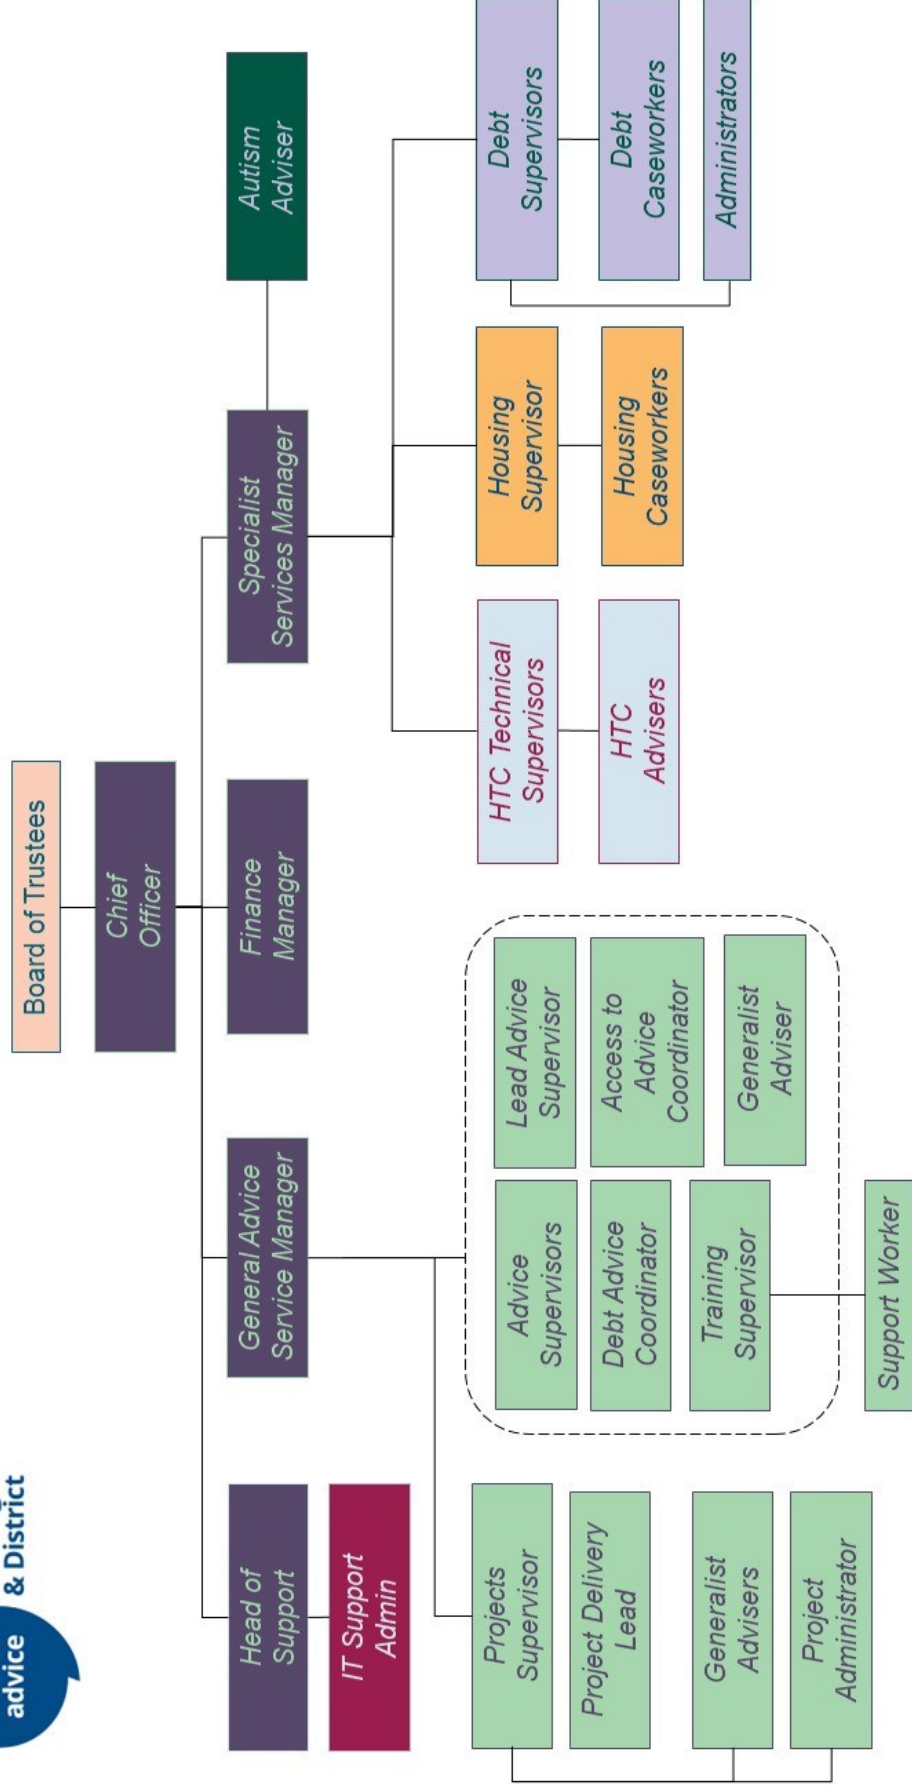 advice
& District
Board of Trustees
Chief
Officer
Head of
Support
General Advice
Service Manager
Finance
Manager
Specialist
Services Manager
Autism
Adviser
IT Support
Admin
Projects
Supervisor
Project Delivery
Lead
Generalist
Advisers
Project
Administrator
Advice
Supervisors
Lead Advice
Supervisor
Debt Advice
Coordinator
Access to
Advice
Coordinator
Training
Supervisor
Generalist
Adviser
Support Worker
HTC Technical
Supervisors
HTC
Advisers
Housing
Supervisor
Housing
Caseworkers
Debt
Supervisors
Debt
Caseworkers
Administrators